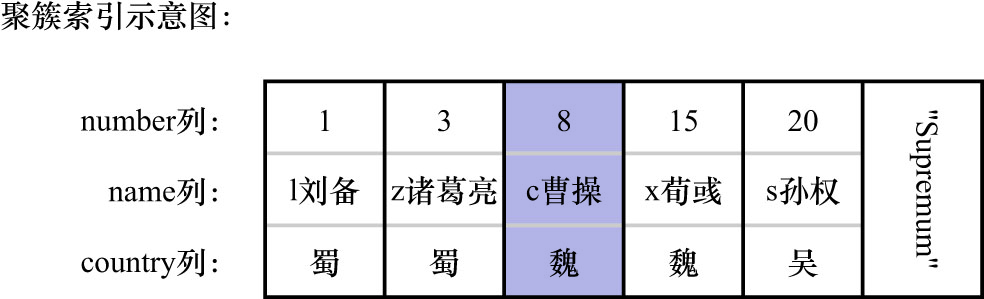 聚簇索引示意图：
number列： 1 3 8 15 20 "Supremum"
name列： l刘备 z诸葛亮 c曹操 x荀彧 s孙权
country列： 蜀 蜀 魏 魏 吴